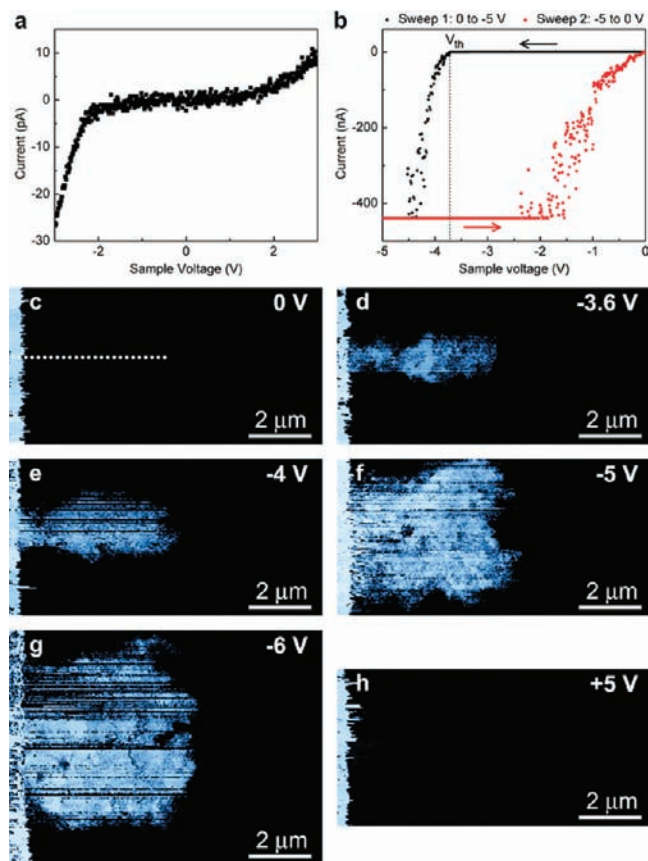 a
Current (pA)
10
0
-10
-20
-30
-2
0
2
Sample Voltage (V)
b
Sweep 1: 0 to -5 V
Sweep 2: -5 to 0 V
Vth
Current (nA)
0
-200
-400
-5
-4
-3
-2
-1
0
Sample voltage (V)
c
0 V
2 μm
d
-3.6 V
2 μm
e
-4 V
2 μm
f
-5 V
2 μm
g
-6 V
2 μm
h
+5 V
2 μm